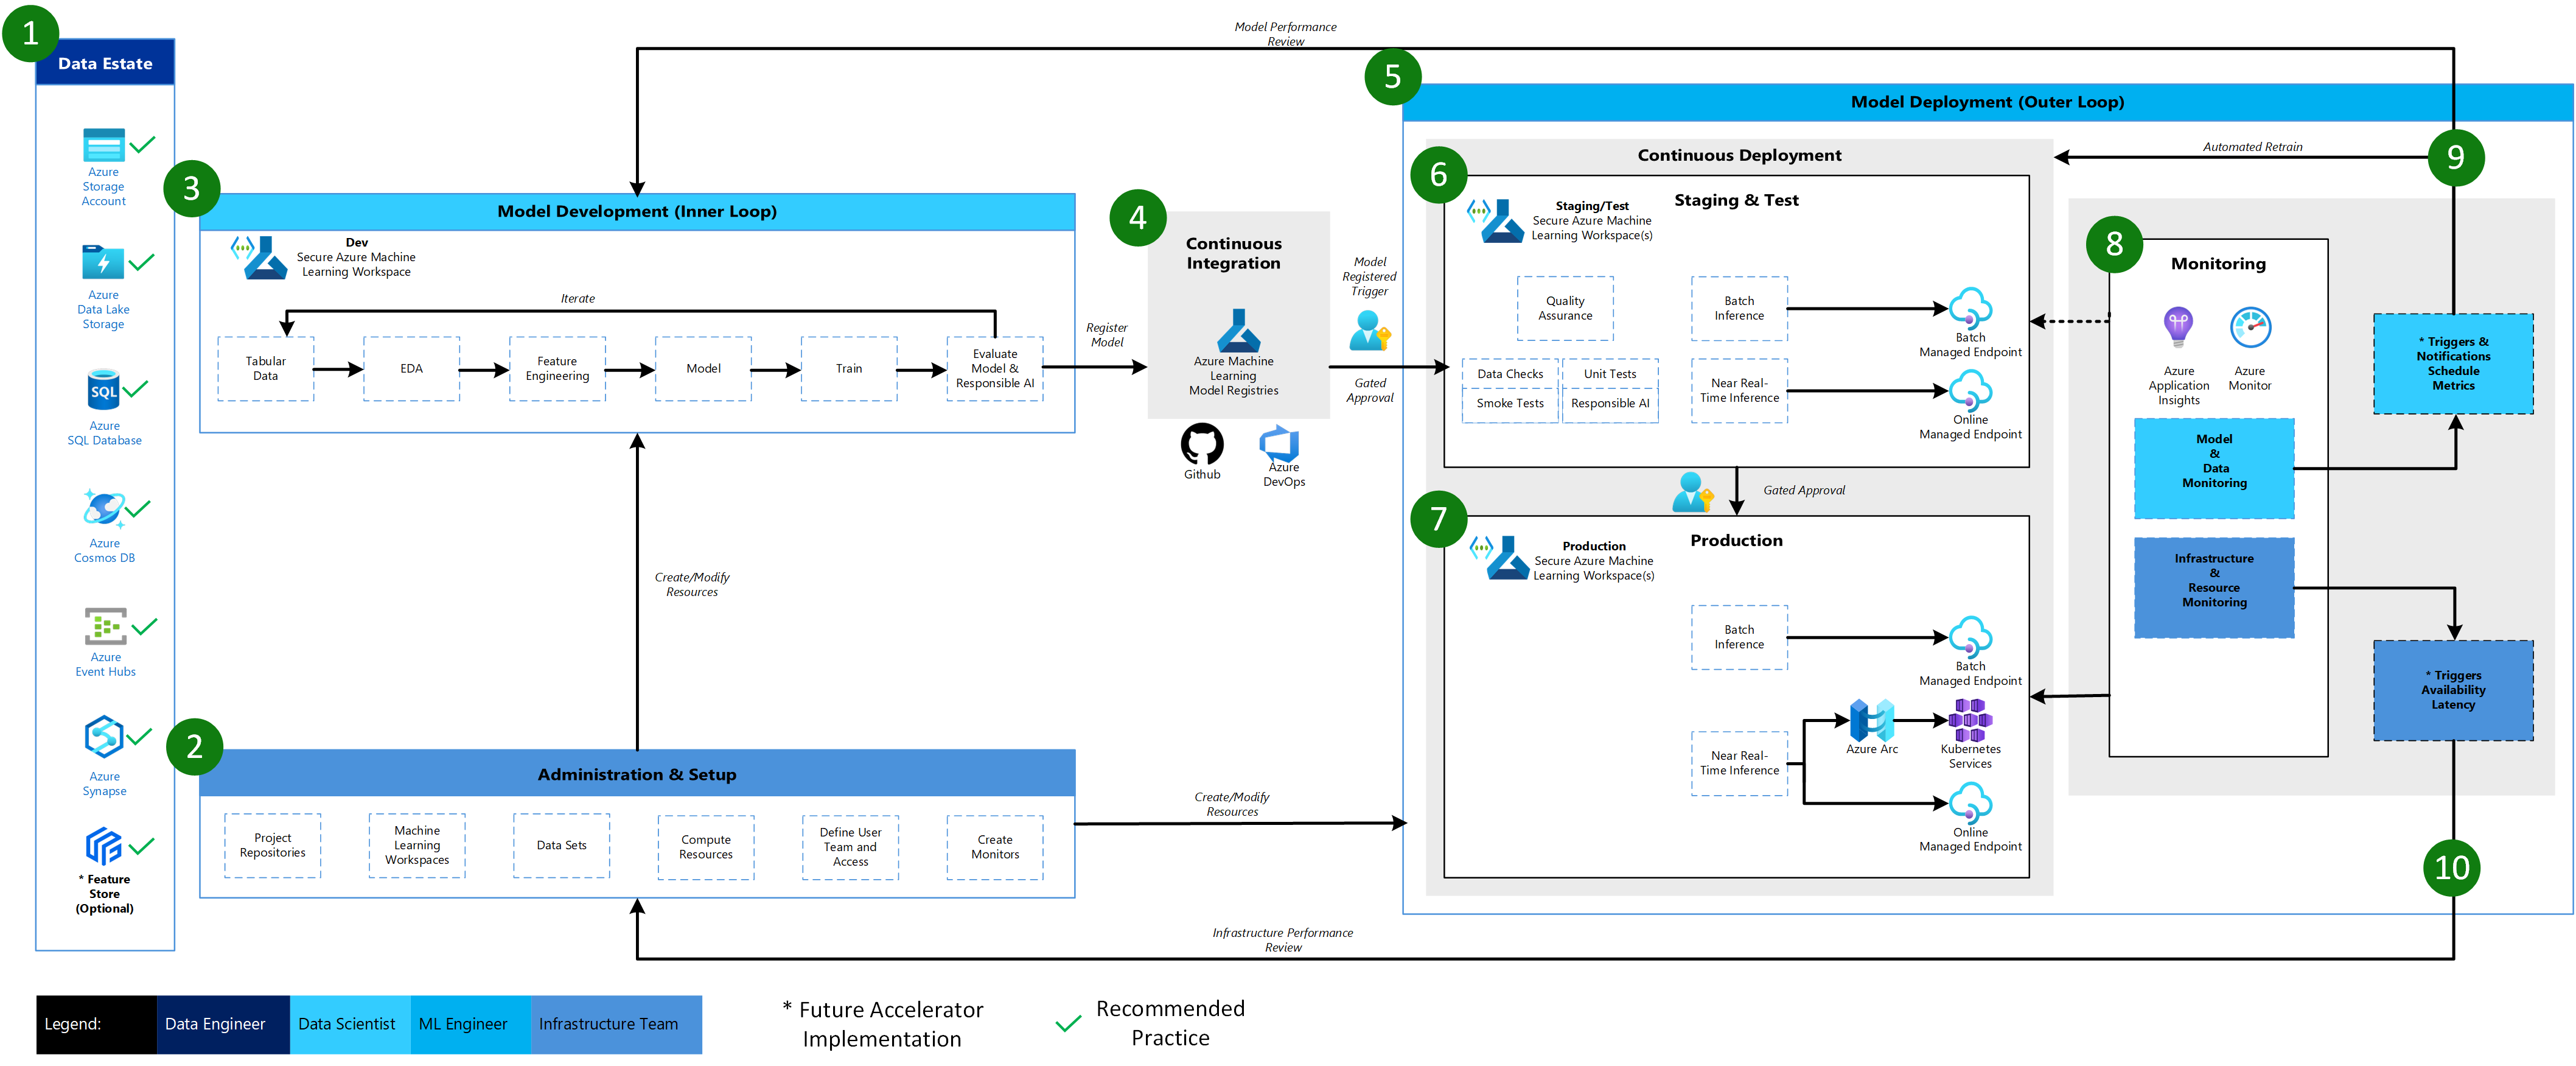 1
Data Estate
Azure
Storage
Account
Azure
Data Lake
Storage
Azure
SQL Database
SQL
Azure
Cosmos DB
Azure
Event Hubs
Azure
Synapse
* Feature
Store
(Optional)
3
Model Development (Inner Loop)
Dev
Secure Azure Machine
Learning Workspace
Iterate
Tabular
Data
EDA
Feature
Engineering
Model
Train
Evaluate
Model &
Responsible AI
Create/Modify
Resources
2
Administration & Setup
Project
Repositories
Machine
Learning
Workspaces
Data Sets
Compute
Resources
Define User
Team and
Access
Create
Monitors
Register
Model
4
Continuous
Integration
Azure Machine
Learning
Model Registries
Github
Azure
DevOps
Model
Registered
Trigger
Gated
Approval
Create/Modify
Resources
Model Performance
Review
Infrastructure Performance
Review
5
Model Deployment (Outer Loop)
Continuous Deployment
6
Staging & Test
Staging/Test
Secure Azure Machine
Learning Workspace(s)
Quality
Assurance
Data Checks
Unit Tests
Smoke Tests
Responsible AI
Batch
Inference
Batch
Managed Endpoint
Near Real-
Time Inference
Online
Managed Endpoint
Gated Approval
7
Production
Production
Secure Azure Machine
Learning Workspace(s)
Batch
Inference
Batch
Managed Endpoint
Near Real-
Time Inference
Azure Arc
Kubernetes
Services
Online
Managed Endpoint
Automated Retrain
9
8
Monitoring
Azure
Application
Insights
Azure
Monitor
Model
&
Data
Monitoring
Infrastructure
&
Resource
Monitoring
* Triggers &
Notifications
Schedule
Metrics
* Triggers
Availability
Latency
10
Legend:
Data Engineer
Data Scientist
ML Engineer
Infrastructure Team
* Future Accelerator
Implementation
Recommended
Practice